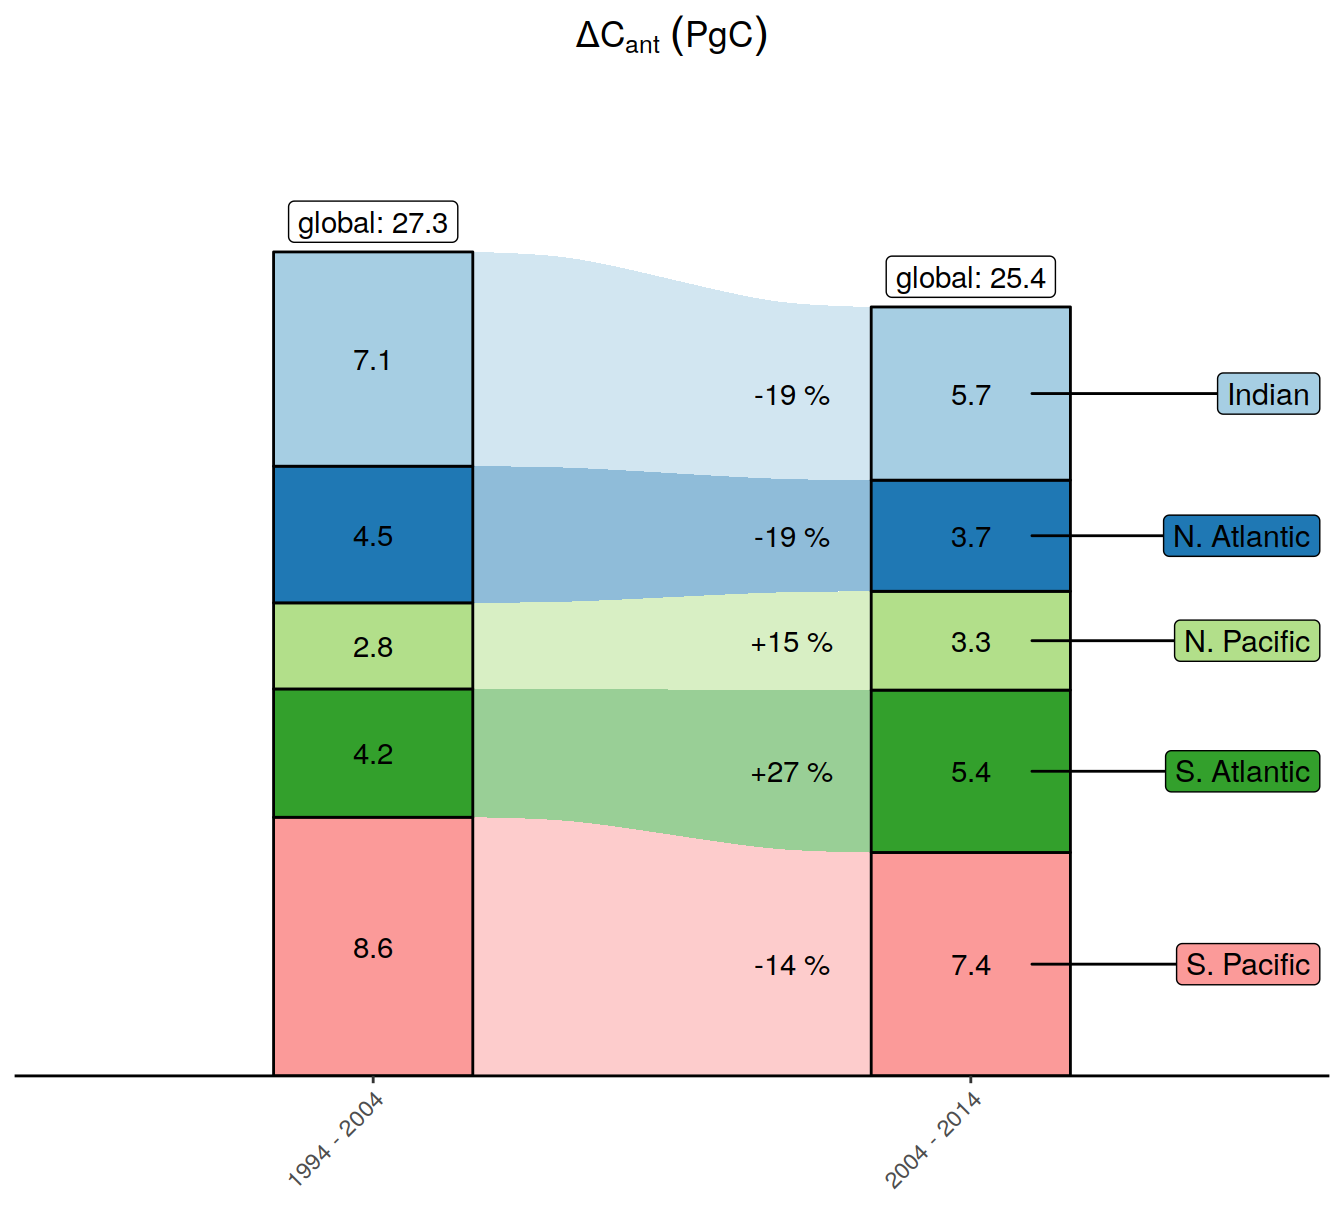 ΔCant (PgC)
global: 27.3
global: 25.4
7.1
-19 %
5.7
Indian
4.5
-19 %
3.7
N. Atlantic
2.8
+15 %
3.3
N. Pacific
4.2
+27 %
5.4
S. Atlantic
8.6
-14 %
7.4
S. Pacific
1994 - 2004
2004 - 2014